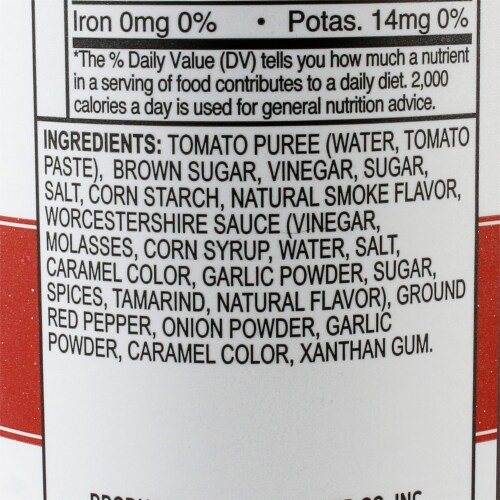 Iron 0mg 0% • Potas. 14mg 0%
*The % Daily Value (DV) tells you how much a nutrient
in a serving of food contributes to a daily diet. 2,000
calories a day is used for general nutrition advice.
INGREDIENTS: TOMATO PUREE (WATER, TOMATO
PASTE), BROWN SUGAR, VINEGAR, SUGAR,
SALT, CORN STARCH, NATURAL SMOKE FLAVOR,
WORCESTERSHIRE SAUCE (VINEGAR,
MOLASSES, CORN SYRUP, WATER, SALT,
CARAMEL COLOR, GARLIC POWDER, SUGAR,
SPICES, TAMARIND, NATURAL FLAVOR), GROUND
RED PEPPER, ONION POWDER, GARLIC
POWDER, CARAMEL COLOR, XANTHAN GUM.